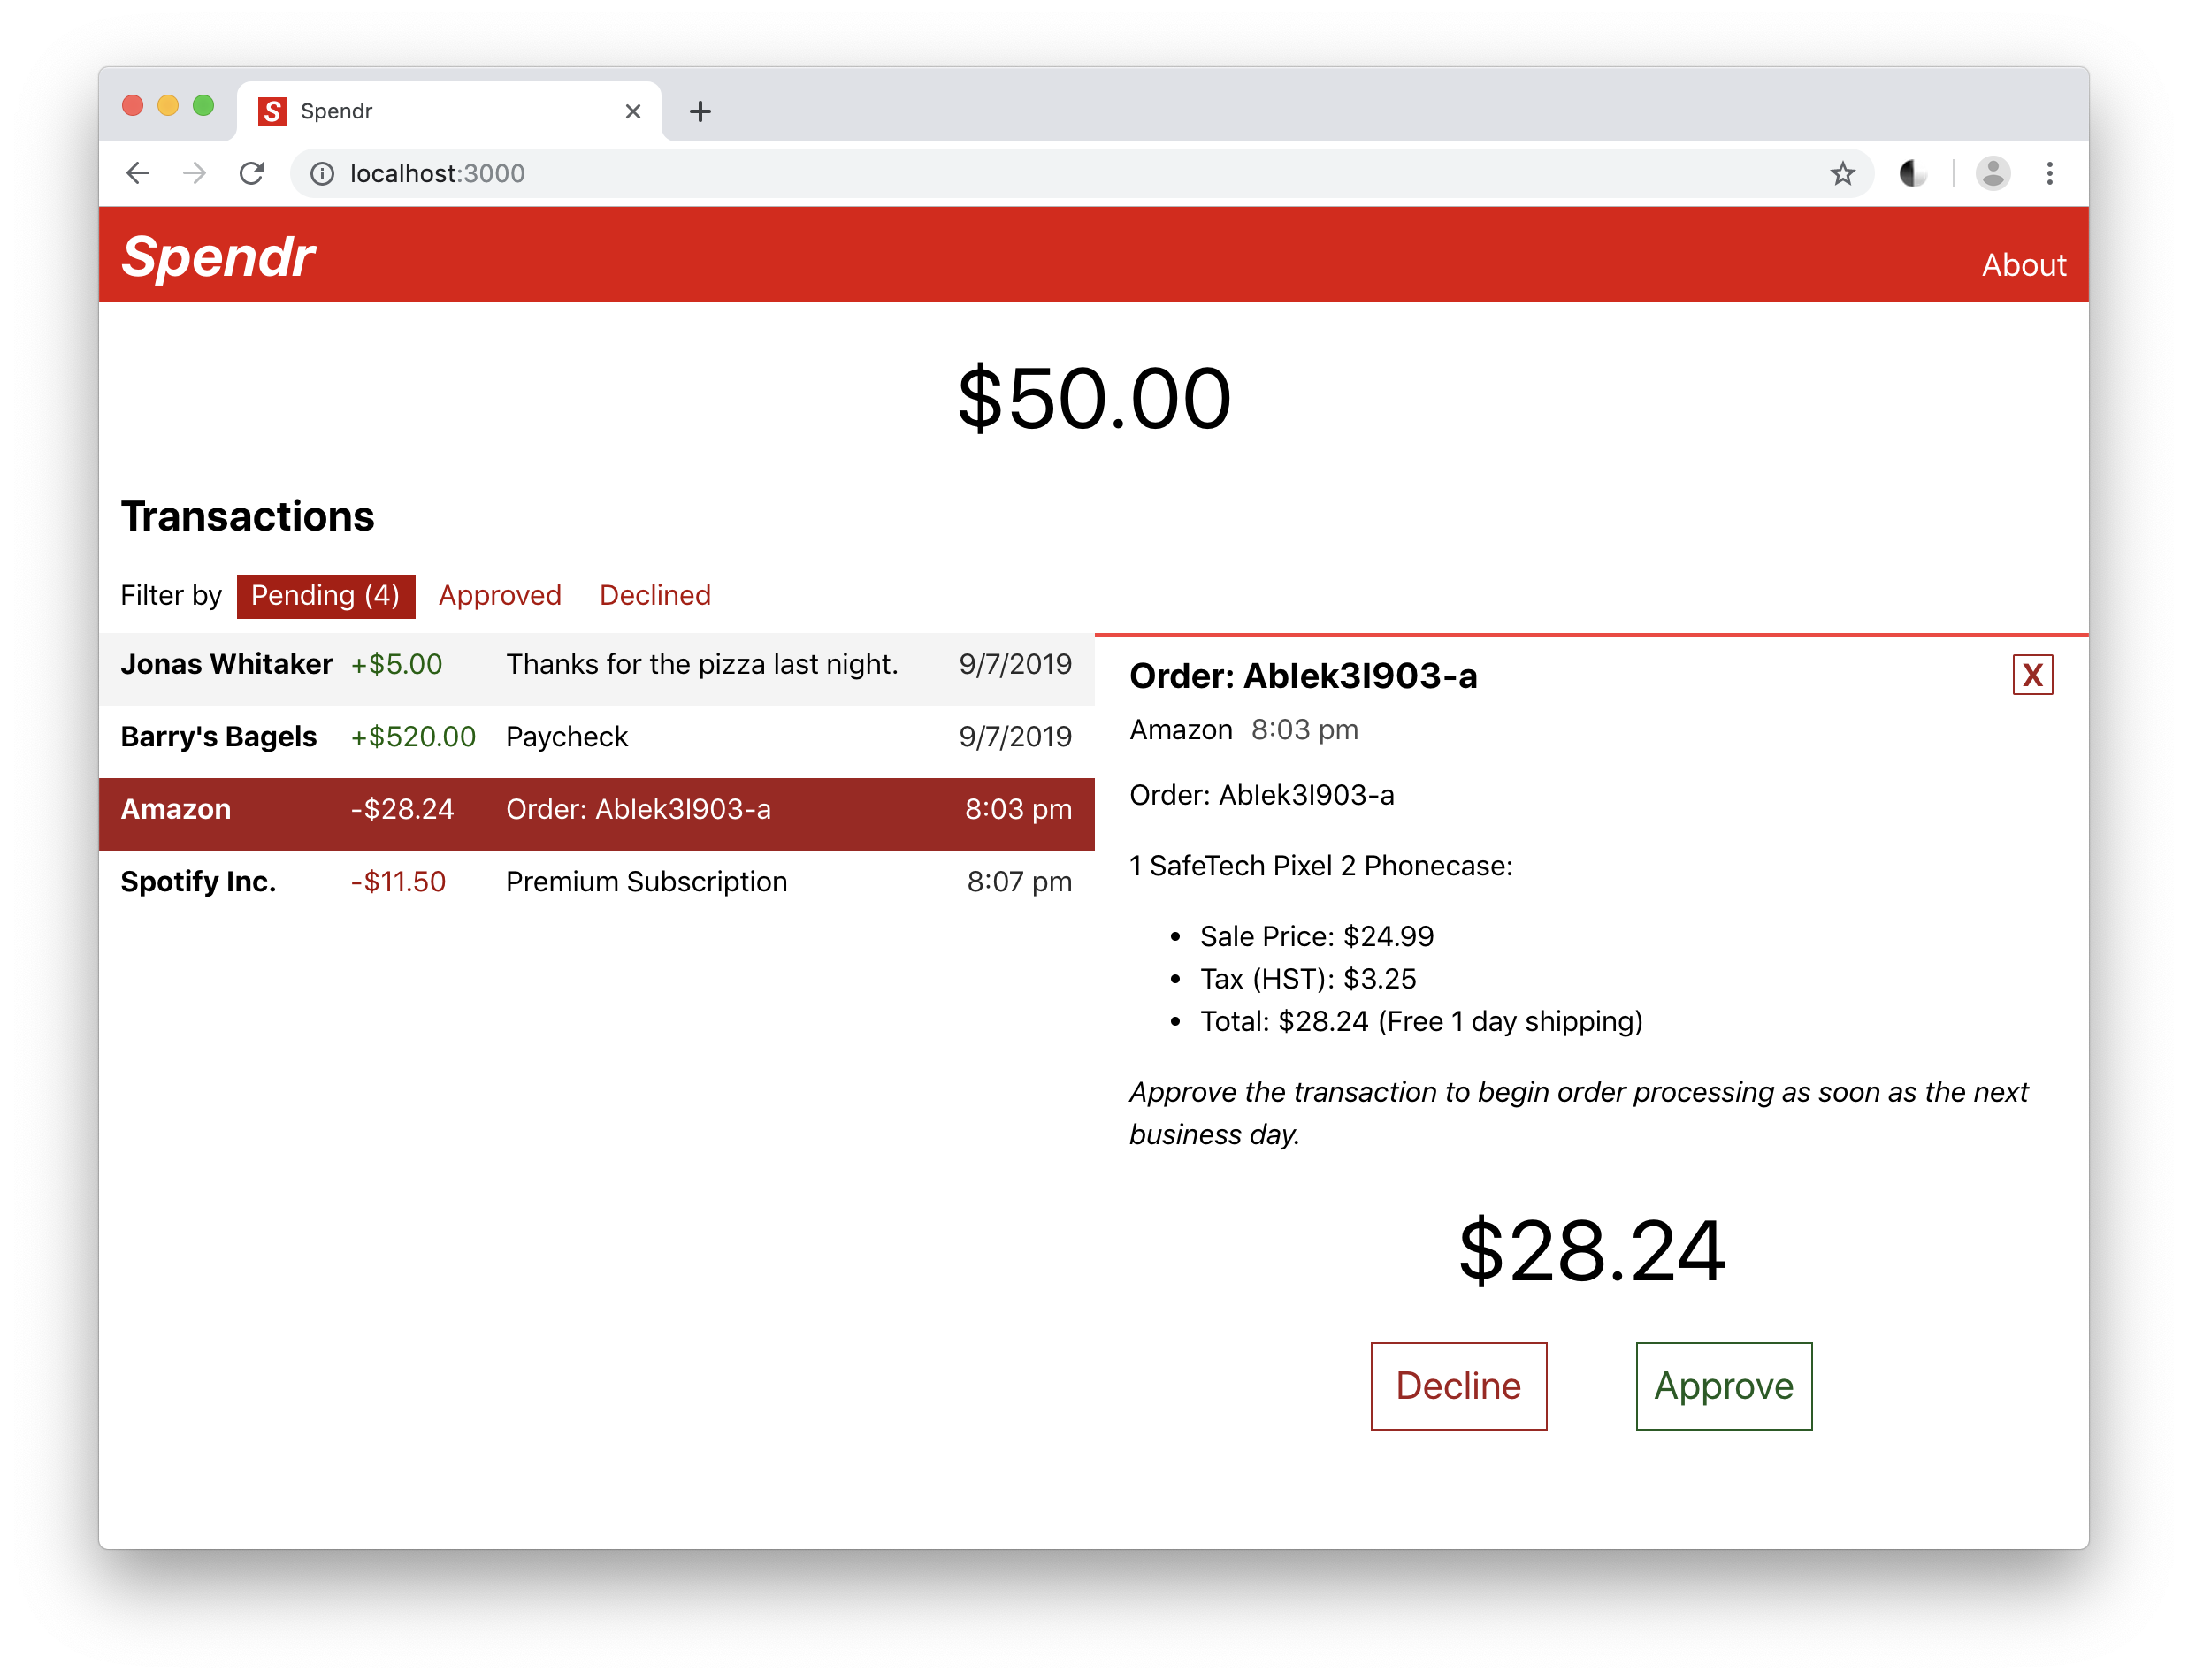 S Spendr
localhost:3000
Spendr
About
$50.00
Transactions
Filter by Pending (4) Approved Declined
Jonas Whitaker +$5.00 Thanks for the pizza last night. 9/7/2019
Barry's Bagels +$520.00 Paycheck 9/7/2019
Amazon -$28.24 Order: Ablek3l903-a 8:03 pm
Spotify Inc. -$11.50 Premium Subscription 8:07 pm
Order: Ablek3l903-a X
Amazon 8:03 pm
Order: Ablek3l903-a
1 SafeTech Pixel 2 Phonecase:
• Sale Price: $24.99
• Tax (HST): $3.25
• Total: $28.24 (Free 1 day shipping)
Approve the transaction to begin order processing as soon as the next
business day.
$28.24
Decline Approve